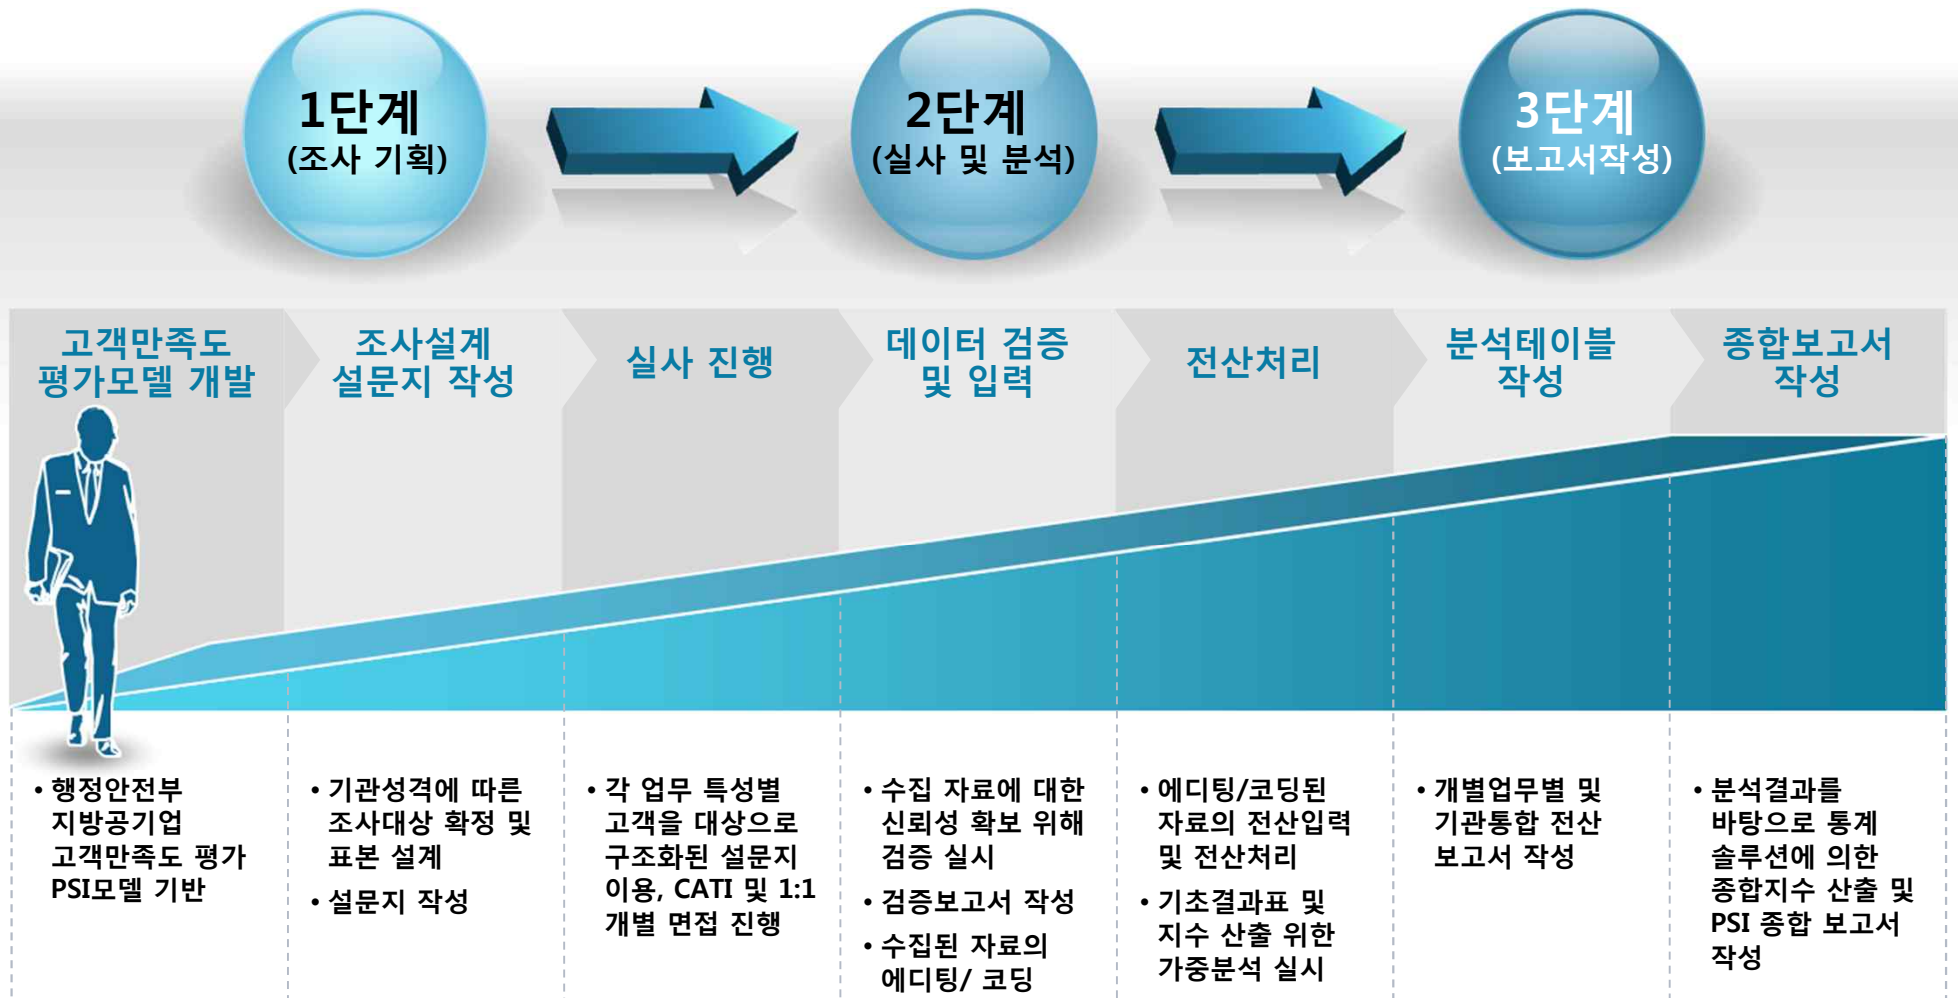 1단계
(조사 기획)
2단계
(실사 및 분석)
3단계
(보고서작성)
고객만족도
평가모델 개발
조사설계
설문지 작성
실사 진행
데이터 검증
및 입력
전산처리
분석테이블
작성
종합보고서
작성
• 행정안전부
지방공기업
고객만족도 평가
PSI모델 기반
• 기관성격에 따른
조사대상 확정 및
표본 설계
• 설문지 작성
• 각 업무 특성별
고객을 대상으로
구조화된 설문지
이용, CATI 및 1:1
개별 면접 진행
• 수집 자료에 대한
신뢰성 확보 위해
검증 실시
• 검증보고서 작성
• 수집된 자료의
에디팅/ 코딩
• 에디팅/코딩된
자료의 전산입력
및 전산처리
• 기초결과표 및
지수 산출 위한
가중분석 실시
• 개별업무별 및
기관통합 전산
보고서 작성
• 분석결과를
바탕으로 통계
솔루션에 의한
종합지수 산출 및
PSI 종합 보고서
작성